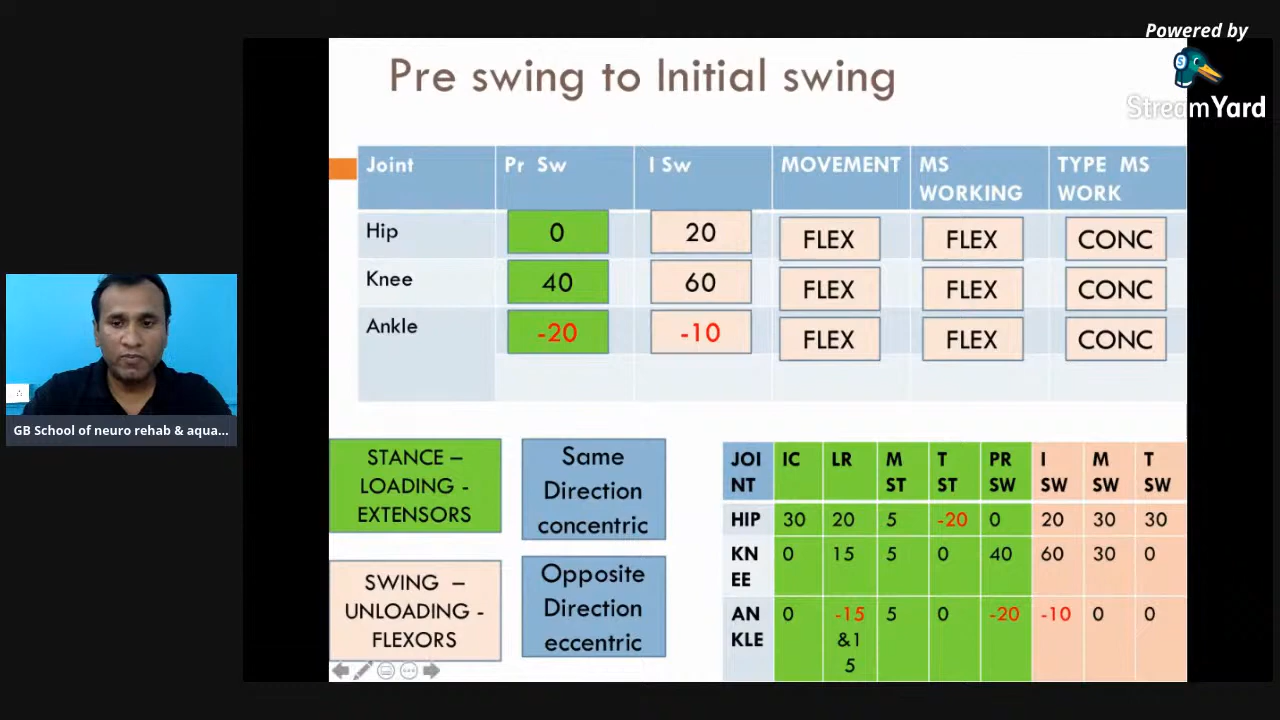 Powered by
StreamYard
Pre swing to Initial swing
Joint Pr Sw I Sw MOVEMENT MS WORKING TYPE MS WORK
Hip 0 20 FLEX FLEX CONC
Knee 40 60 FLEX FLEX CONC
Ankle -20 -10 FLEX FLEX CONC
GB School of neuro rehab & aqua...
STANCE –
LOADING -
EXTENSORS
Same
Direction
concentric
SWING –
UNLOADING -
FLEXORS
Opposite
Direction
eccentric
JOI NT IC LR M ST T ST PR SW I SW M SW T SW
HIP 30 20 5 -20 0 20 30 30
KN EE 0 15 5 0 40 60 30 0
AN KLE 0 -15 &1 5 5 0 -20 -10 0 0